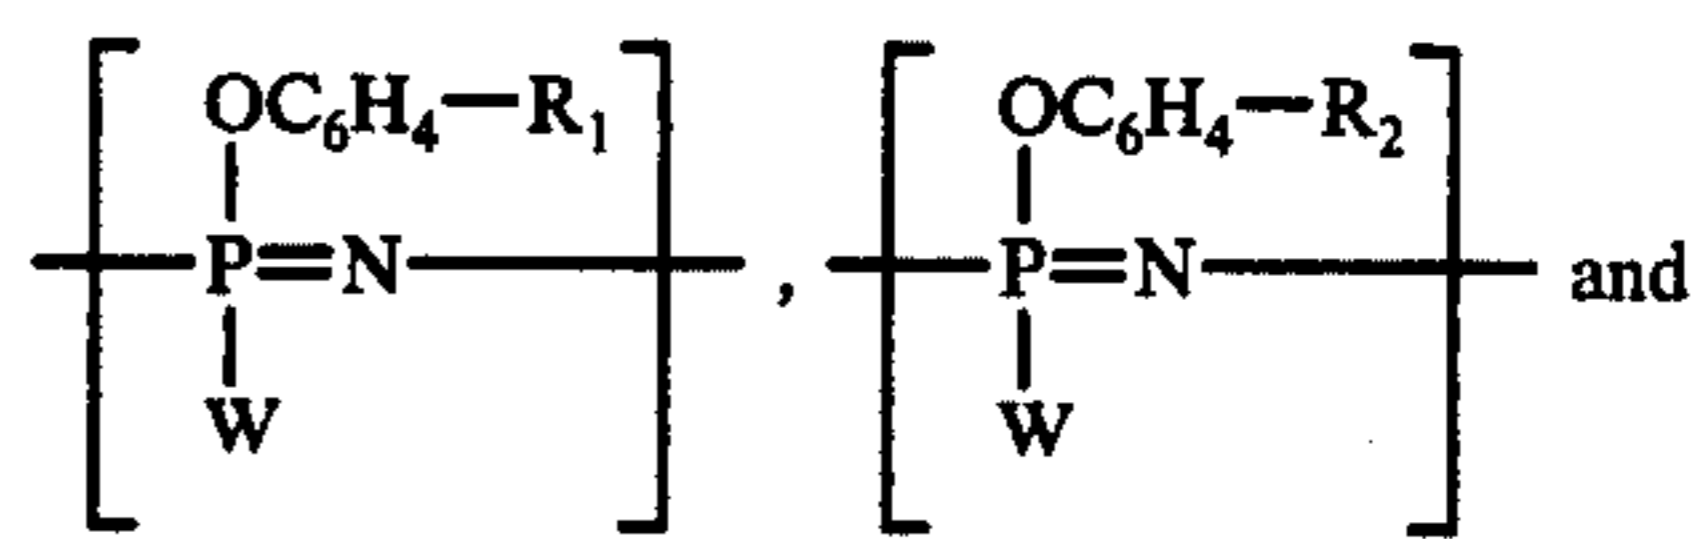 OC₆H₄—R₁ OC₆H₄—R₂
P=N , P=N and
W W